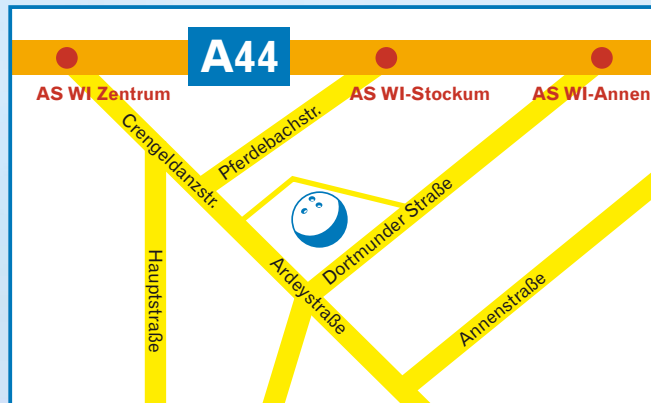 A44
AS WI Zentrum
AS WI-Stockum
AS WI-Annen
Crengeldanzstr.
Pferdebachstr.
Dortmunder Straße
Hauptstraße
Ardeystraße
Annenstraße